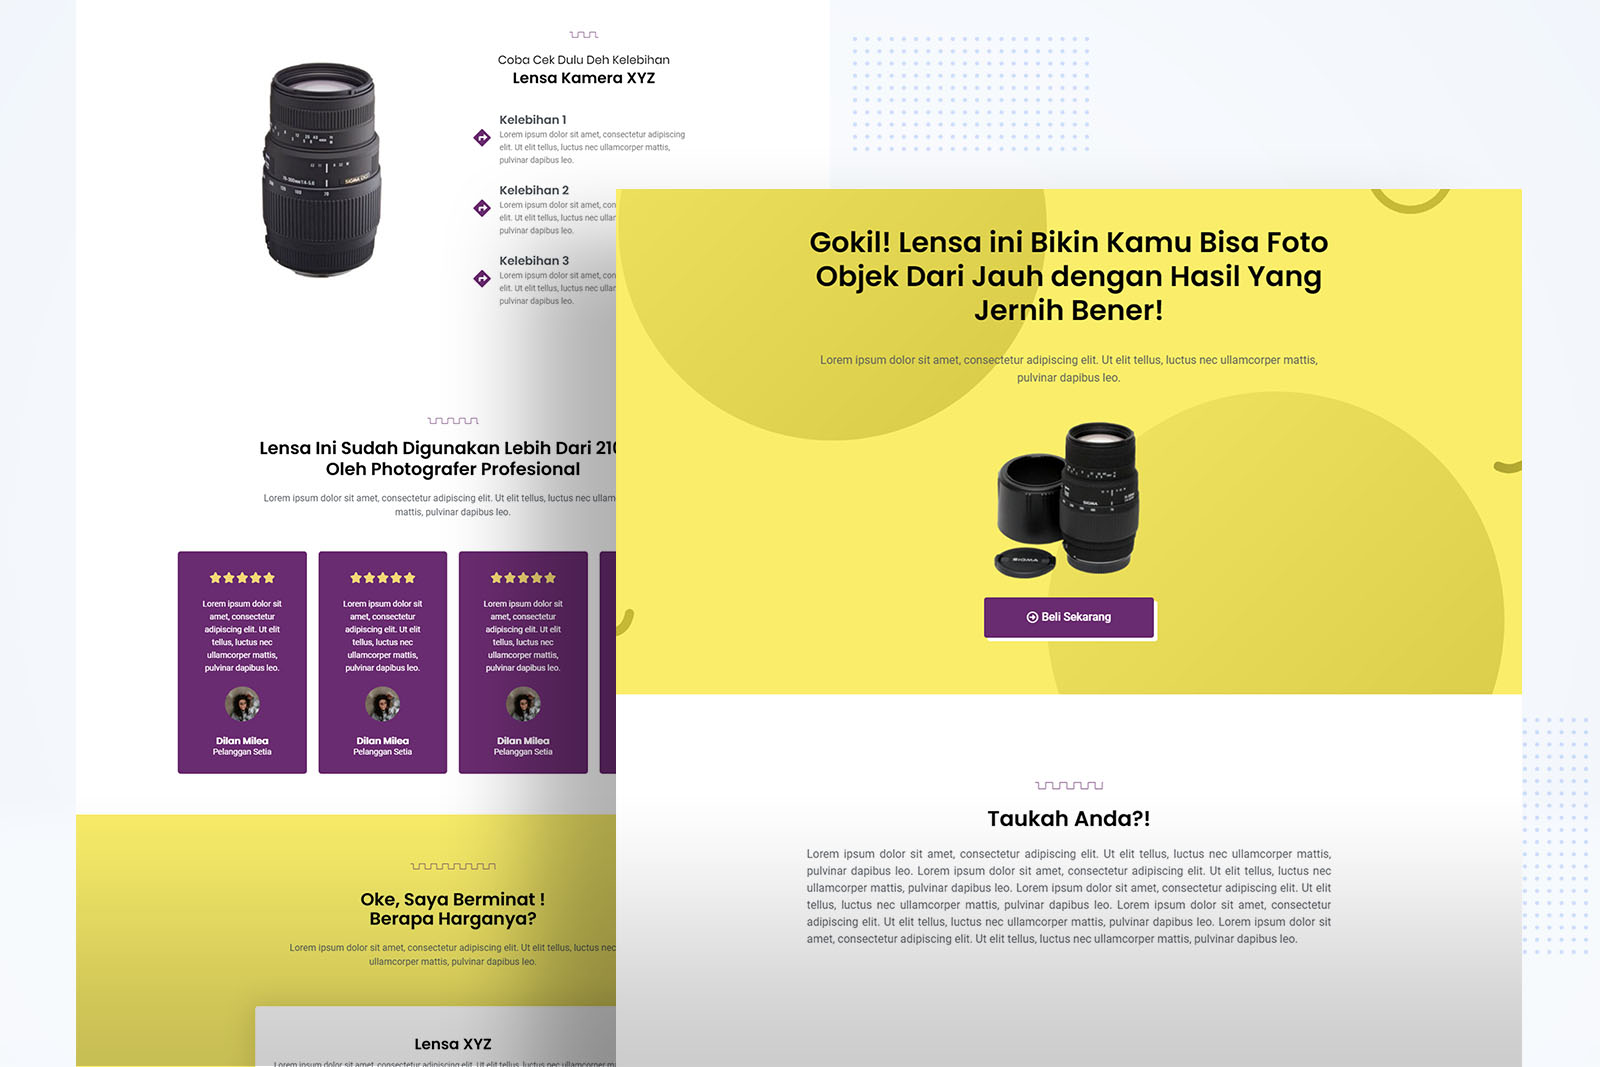 Coba Cek Dulu Deh Kelebihan
Lensa Kamera XYZ
Kelebihan 1
Lorem ipsum dolor sit amet, consectetur adipiscing
elit. Ut elit tellus, luctus nec ullamcorper mattis,
pulvinar dapibus leo.
Kelebihan 2
Lorem ipsum dolor sit amet, con
elit. Ut elit tellus, luctus nec ullar
pulvinar dapibus leo.
Kelebihan 3
Lorem ipsum dolor sit amet, con
elit. Ut elit tellus, luctus nec ullar
pulvinar dapibus leo.
Lensa Ini Sudah Digunakan Lebih Dari 210
Oleh Photografer Profesional
Lorem ipsum dolor sit amet, consectetur adipiscing elit. Ut elit tellus, luctus nec ullam
mattis, pulvinar dapibus leo.
Lorem ipsum dolor sit
amet, consectetur
adipiscing elit. Ut elit
tellus, luctus nec
ullamcorper mattis,
pulvinar dapibus leo.
Dilan Milea
Pelanggan Setia
Lorem ipsum dolor sit
amet, consectetur
adipiscing elit. Ut elit
tellus, luctus nec
ullamcorper mattis,
pulvinar dapibus leo.
Dilan Milea
Pelanggan Setia
Lorem ipsum dolor sit
amet, consectetur
adipiscing elit. Ut elit
tellus, luctus nec
ullamcorper mattis,
pulvinar dapibus leo.
Dilan Milea
Pelanggan Setia
Oke, Saya Berminat !
Berapa Harganya?
Lorem ipsum dolor sit amet, consectetur adipiscing elit. Ut elit tellus, luctus nec
ullamcorper mattis, pulvinar dapibus leo.
Lensa XYZ
Lorem ipsum dolor sit amet, consectetur adipiscing elit. Ut elit tellus, luctus nec ullamcorper m
Gokil! Lensa ini Bikin Kamu Bisa Foto
Objek Dari Jauh dengan Hasil Yang
Jernih Bener!
Lorem ipsum dolor sit amet, consectetur adipiscing elit. Ut elit tellus, luctus nec ullamcorper mattis,
pulvinar dapibus leo.
SIGMA
SIGMA
Beli Sekarang
Taukah Anda?!
Lorem ipsum dolor sit amet, consectetur adipiscing elit. Ut elit tellus, luctus nec ullamcorper mattis,
pulvinar dapibus leo. Lorem ipsum dolor sit amet, consectetur adipiscing elit. Ut elit tellus, luctus nec
ullamcorper mattis, pulvinar dapibus leo. Lorem ipsum dolor sit amet, consectetur adipiscing elit. Ut elit
tellus, luctus nec ullamcorper mattis, pulvinar dapibus leo. Lorem ipsum dolor sit amet, consectetur
adipiscing elit. Ut elit tellus, luctus nec ullamcorper mattis, pulvinar dapibus leo. Lorem ipsum dolor sit
amet, consectetur adipiscing elit. Ut elit tellus, luctus nec ullamcorper mattis, pulvinar dapibus leo.